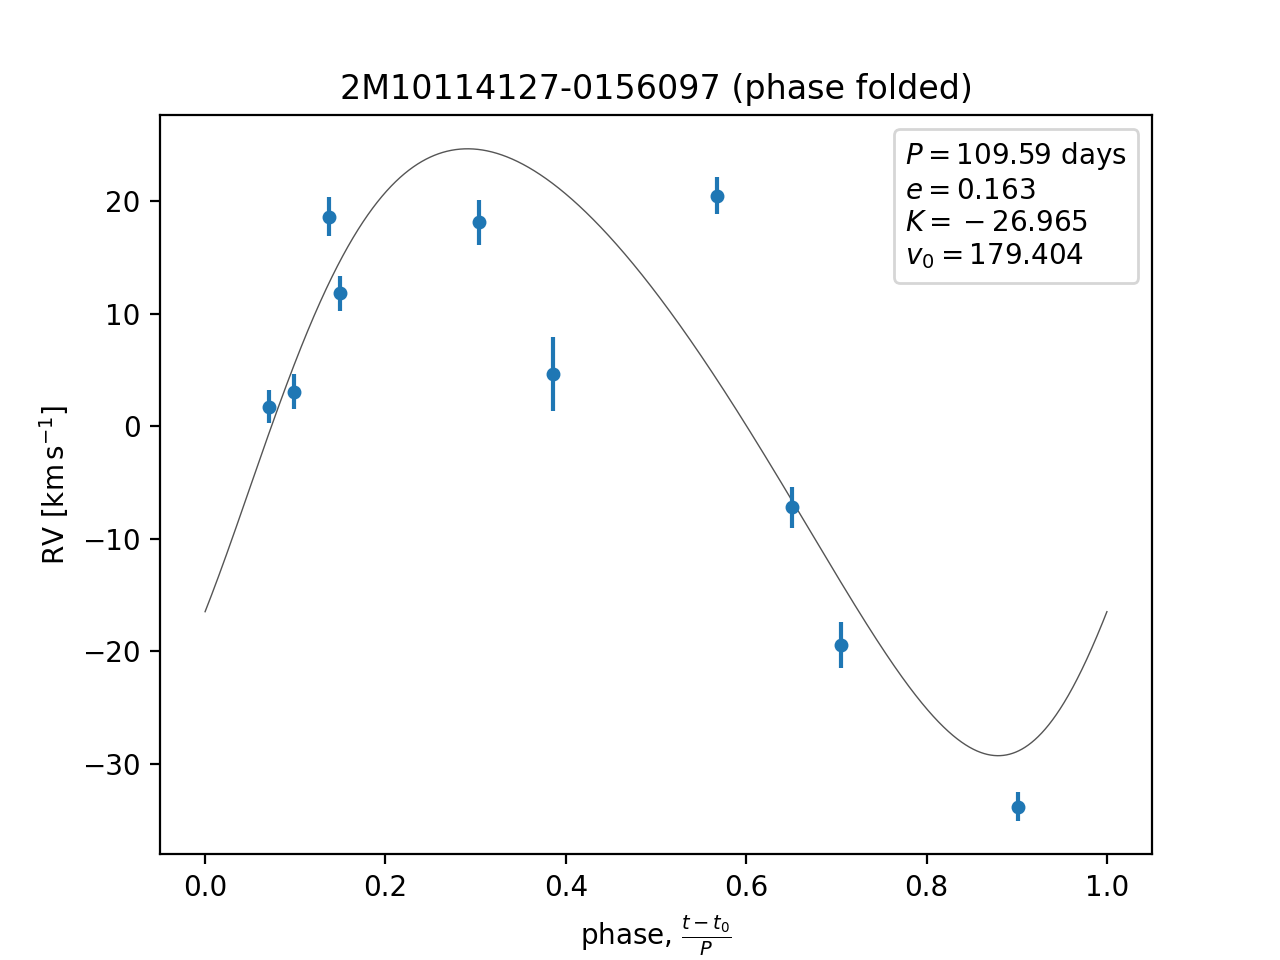 2M10114127-0156097 (phase folded)
P = 109.59 days
e = 0.163
K = −26.965
v₀ = 179.404
20
10
0
−10
−20
−30
RV [km s⁻¹]
0.0 0.2 0.4 0.6 0.8 1.0
phase, (t − t₀)/P